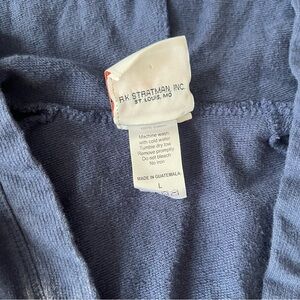 RK STRATMAN INC.
ST LOUIS, MO
Machine wash
with cold water
Tumble dry low
Remove promptly
Do not bleach
No iron
MADE IN GUATEMALA
L